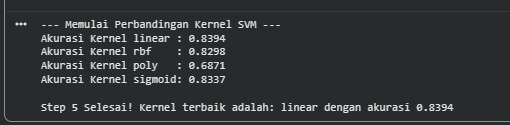 --- Memulai Perbandingan Kernel SVM ---
Akurasi Kernel linear : 0.8394
Akurasi Kernel rbf    : 0.8298
Akurasi Kernel poly   : 0.6871
Akurasi Kernel sigmoid: 0.8337
Step 5 Selesai! Kernel terbaik adalah: linear dengan akurasi 0.8394